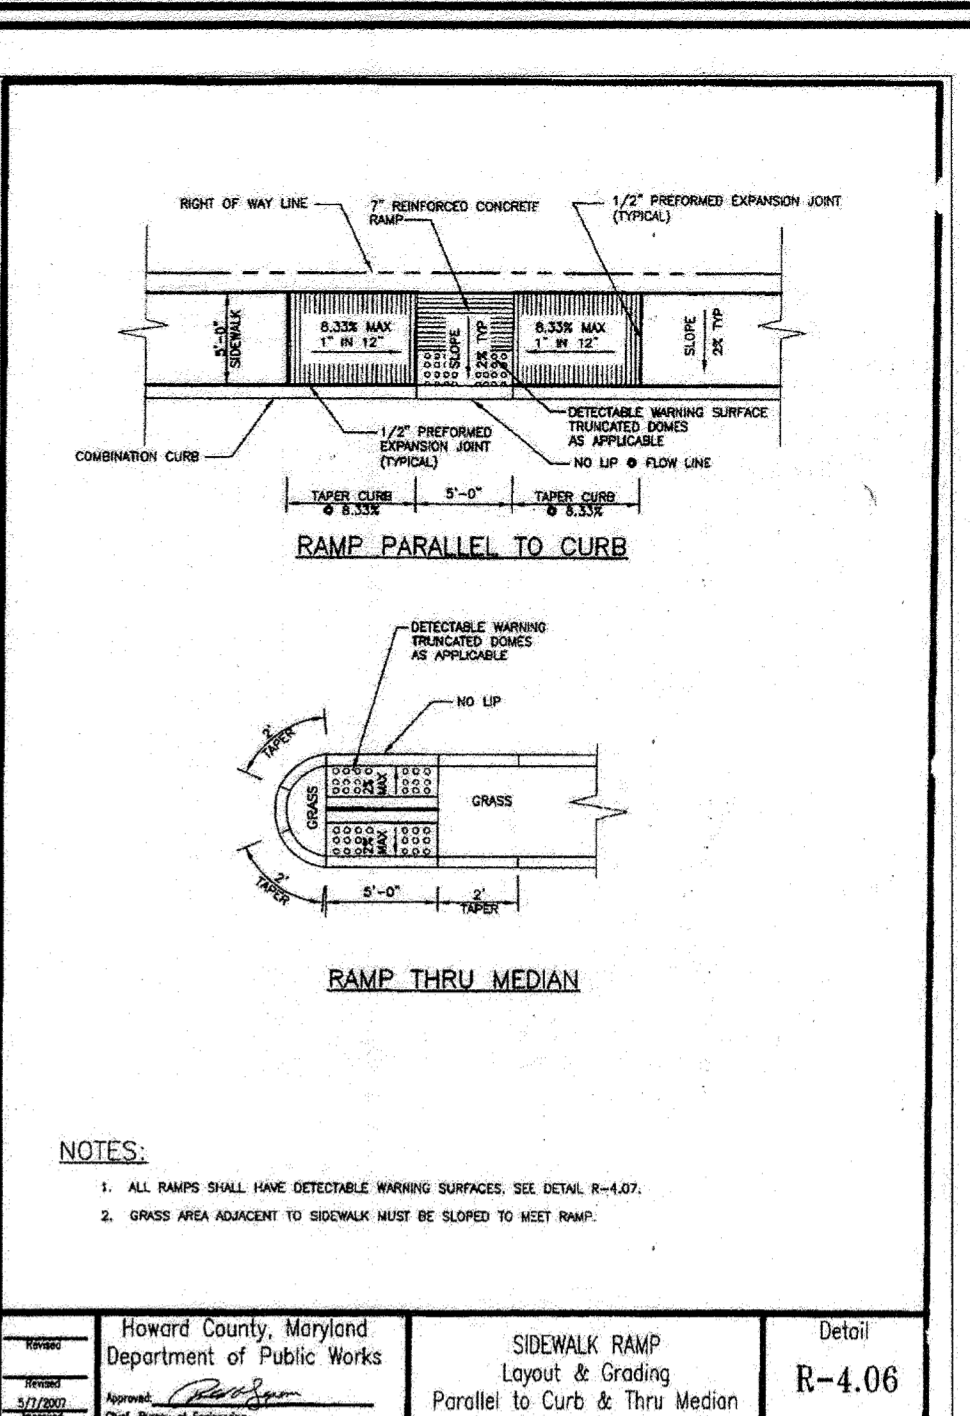 RIGHT OF WAY LINE
7" REINFORCED CONCRETE
RAMP
1/2" PREFORMED EXPANSION JOINT
(TYPICAL)
5'-0"
SIDEWALK
8.33% MAX
1" IN 12"
SLOPE
2% TYP
8.33% MAX
1" IN 12"
SLOPE
2% TYP
DETECTABLE WARNING SURFACE
TRUNCATED DOMES
AS APPLICABLE
1/2" PREFORMED
EXPANSION JOINT
(TYPICAL)
COMBINATION CURB
NO LIP @ FLOW LINE
TAPER CURB
@ 8.33%
5'-0"
TAPER CURB
@ 8.33%
RAMP PARALLEL TO CURB
DETECTABLE WARNING
TRUNCATED DOMES
AS APPLICABLE
NO LIP
2'
TAPER
2%
MAX
GRASS
GRASS
2%
MAX
2'
TAPER
5'-0"
2'
TAPER
RAMP THRU MEDIAN
NOTES:
1. ALL RAMPS SHALL HAVE DETECTABLE WARNING SURFACES, SEE DETAIL R-4.07.
2. GRASS AREA ADJACENT TO SIDEWALK MUST BE SLOPED TO MEET RAMP.
Revised
Revised
5/7/2007
Howard County, Maryland
Department of Public Works
Approved:
SIDEWALK RAMP
Layout & Grading
Parallel to Curb & Thru Median
Detail
R-4.06